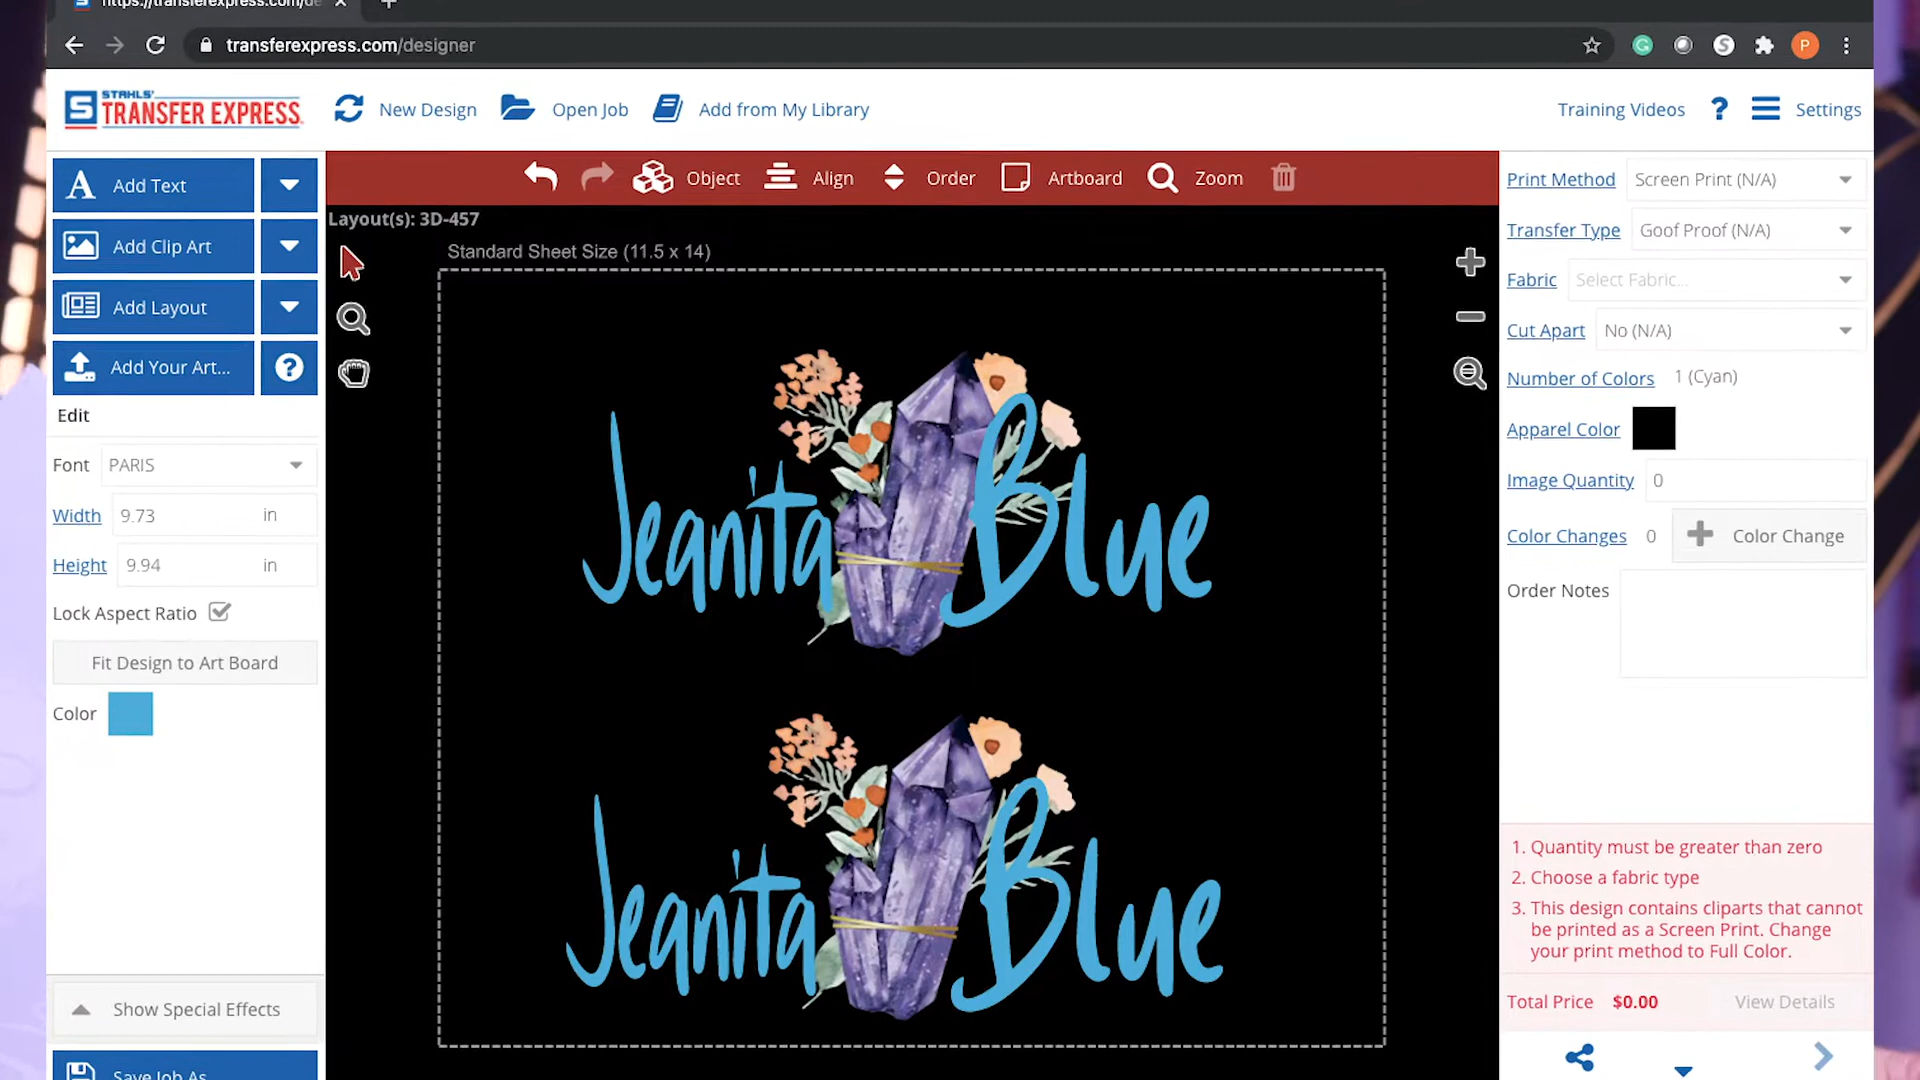 https://transferexpress.com/de
transferexpress.com/designer
P
STAHLS'
TRANSFER EXPRESS
New Design
Open Job
Add from My Library
Training Videos
?
Settings
Add Text
Add Clip Art
Add Layout
Add Your Art...
?
Edit
Font PARIS
Width 9.73 in
Height 9.94 in
Lock Aspect Ratio
Fit Design to Art Board
Color
Show Special Effects
Save Job As
Object
Align
Order
Artboard
Zoom
Layout(s): 3D-457
Standard Sheet Size (11.5 x 14)
Jeanita Blue
Jeanita Blue
Print Method Screen Print (N/A)
Transfer Type Goof Proof (N/A)
Fabric Select Fabric...
Cut Apart No (N/A)
Number of Colors 1 (Cyan)
Apparel Color
Image Quantity 0
Color Changes 0 Color Change
Order Notes
1. Quantity must be greater than zero
2. Choose a fabric type
3. This design contains cliparts that cannot
be printed as a Screen Print. Change
your print method to Full Color.
Total Price $0.00 View Details